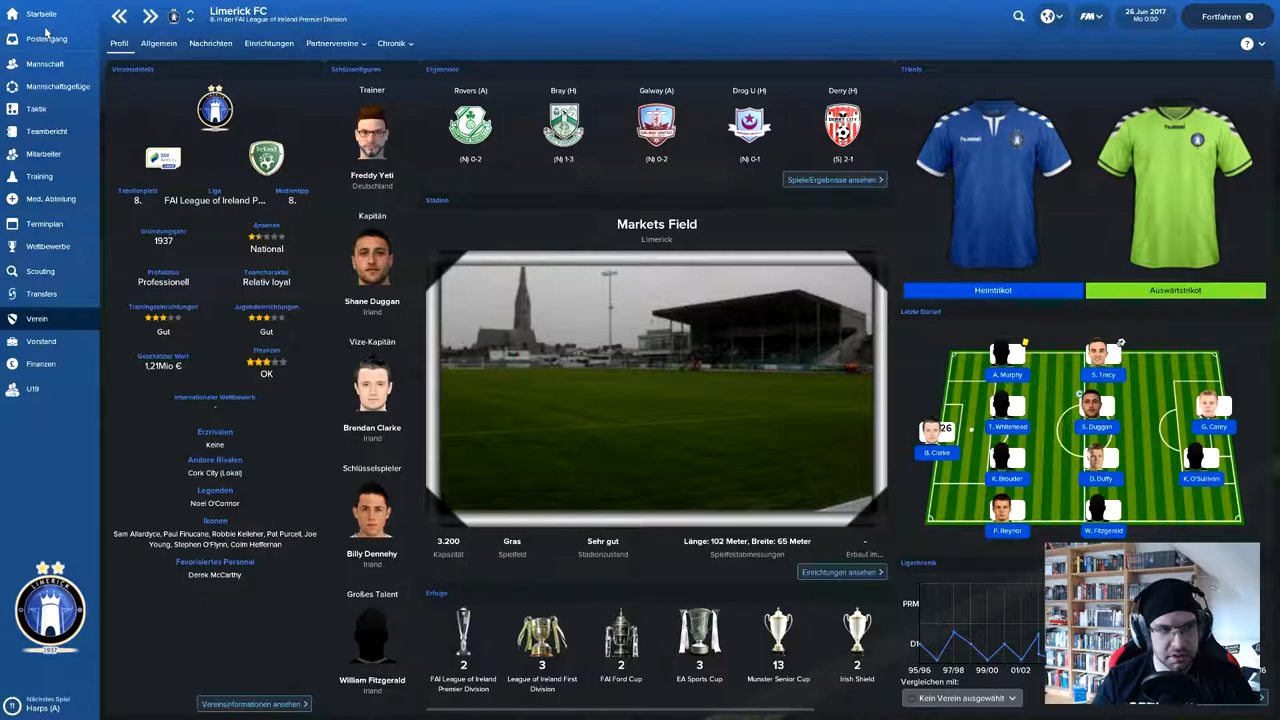 Startseite
Posteingang
Mannschaft
Mannschaftsgefüge
Taktik
Teambericht
Mitarbeiter
Training
Med. Abteilung
Terminplan
Wettbewerbe
Scouting
Transfers
Verein
Vorstand
Finanzen
U19
LIMERICK
1937
Nächstes Spiel
Harps (A)
Limerick FC
8. in der FAI League of Ireland Premier Division
FM
26 Jun 2017
Mo 0:00
Fortfahren
Profil Allgemein Nachrichten Einrichtungen Partnervereine Chronik
Vereinsdetails
Tabellenplatz Liga Medientipp
8. FAI League of Ireland P... 8.
Gründungsjahr
1937
Ansehen
National
Profistatus
Professionell
Teamcharakter
Relativ loyal
Trainingseinrichtungen
Gut
Jugendeinrichtungen
Gut
Geschätzter Wert
1,21Mio €
Finanzen
OK
Internationaler Wettbewerb
-
Erzrivalen
Keine
Andere Rivalen
Cork City (Lokal)
Legenden
Noel O'Connor
Ikonen
Sam Allardyce, Paul Finucane, Robbie Kelleher, Pat Purcell, Joe
Young, Stephen O'Flynn, Colm Heffernan
Favorisiertes Personal
Derek McCarthy
Vereinsinformationen ansehen
Schlüsselfiguren
Trainer
Freddy Yeti
Deutschland
Kapitän
Shane Duggan
Irland
Vize-Kapitän
Brendan Clarke
Irland
Schlüsselspieler
Billy Dennehy
Irland
Großes Talent
William Fitzgerald
Irland
Ergebnisse
Rovers (A) Bray (H) Galway (A) Drog U (H) Derry (H)
(N) 0-2 (N) 1-3 (N) 0-2 (N) 0-1 (S) 2-1
Spiele/Ergebnisse ansehen
Stadion
Markets Field
Limerick
3.200 Gras Sehr gut Länge: 102 Meter, Breite: 65 Meter -
Kapazität Spielfeld Stadionzustand Spielfeldabmessungen Erbaut im...
Einrichtungen ansehen
Erfolge
2 3 2 3 13 2
FAI League of Ireland
Premier Division
League of Ireland First
Division
FAI Ford Cup
EA Sports Cup
Munster Senior Cup
Irish Shield
Trikots
hummel
hummel
Heimtrikot Auswärtstrikot
Letzte Startelf
A. Murphy S. Tracy
T. Whitehead S. Duggan G. Carey
26
B. Clarke
K. Brouder D. Duffy K. O'Sullivan
P. Reynor W. Fitzgerald
Ligachronik
PRM
D1
95/96 97/98 99/00 01/02
Vergleichen mit:
Kein Verein ausgewählt